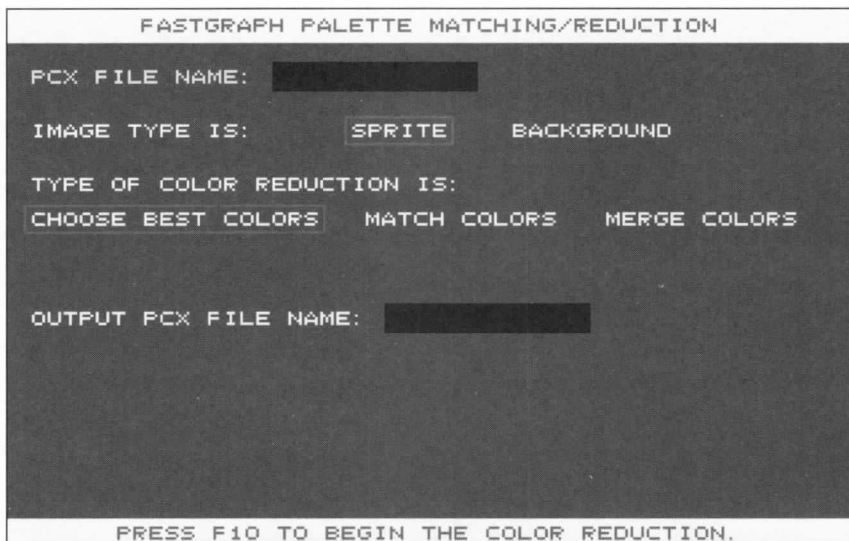 FASTGRAPH PALETTE MATCHING/REDUCTION
PCX FILE NAME:
IMAGE TYPE IS: SPRITE BACKGROUND
TYPE OF COLOR REDUCTION IS:
CHOOSE BEST COLORS MATCH COLORS MERGE COLORS
OUTPUT PCX FILE NAME:
PRESS F10 TO BEGIN THE COLOR REDUCTION.